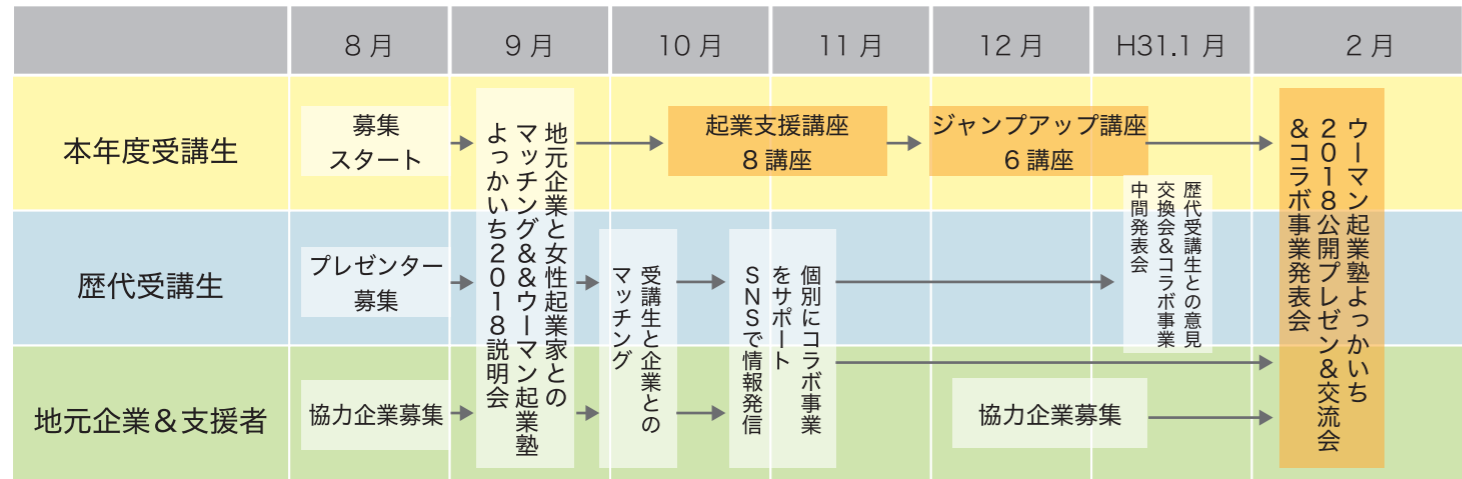 8月
9月
10月
11月
12月
H31.1月
2月
本年度受講生
募集
スタート
地元企業と女性起業家との
マッチング＆＆ウーマン起業塾
よっかいち2018説明会
起業支援講座
8講座
ジャンプアップ講座
6講座
歴代受講生との意見
交換会＆コラボ事業
中間発表会
ウーマン起業塾よっかいち
2018公開プレゼン＆交流会
＆コラボ事業発表会
歴代受講生
プレゼンター
募集
受講生と企業との
マッチング
個別にコラボ事業
をサポート
SNSで情報発信
地元企業＆支援者
協力企業募集
協力企業募集